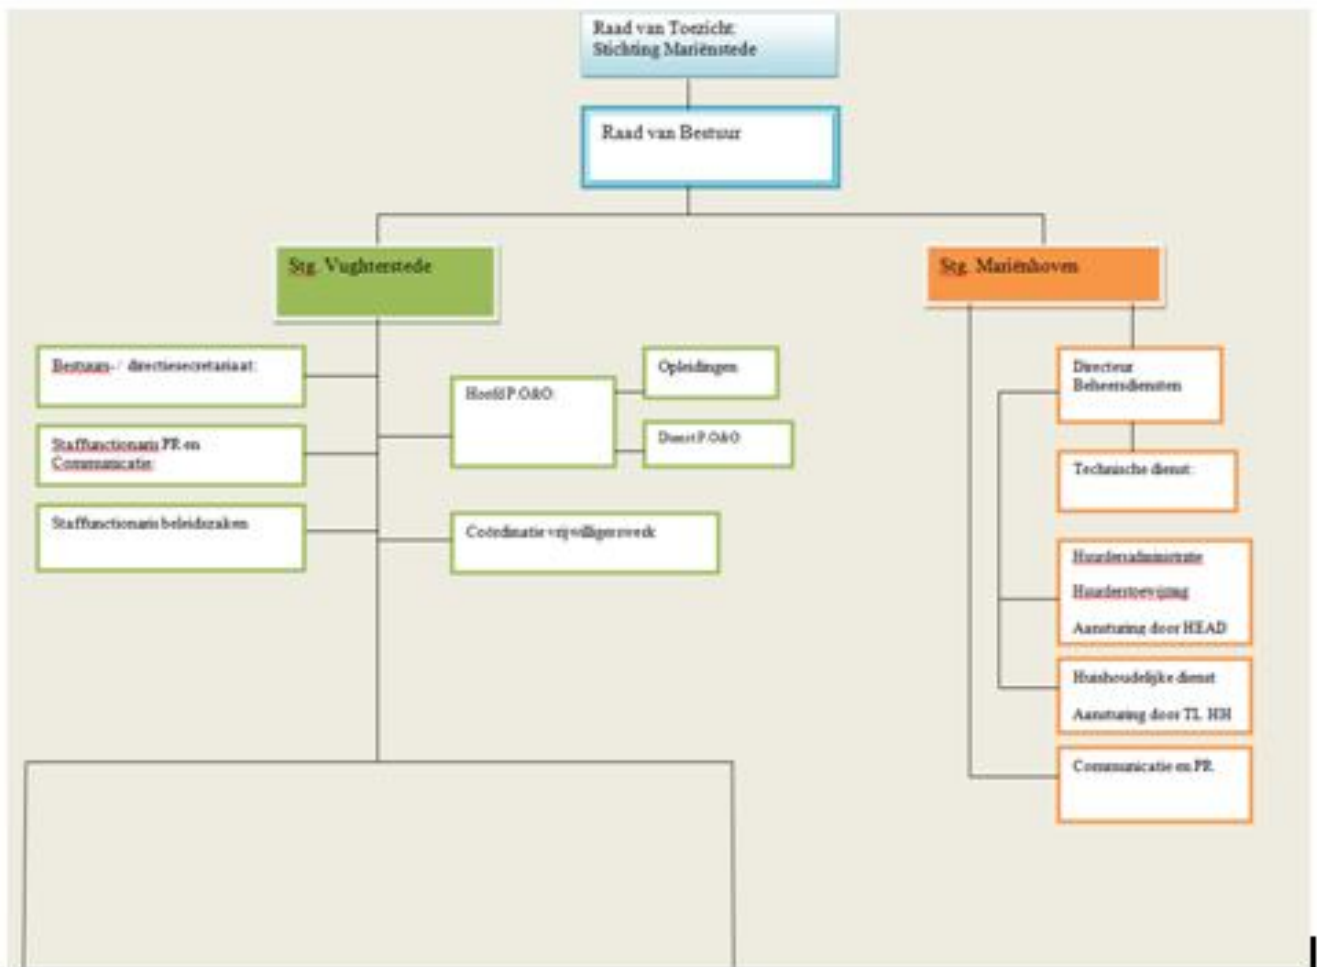 Raad van Toezicht:
Stichting Mariënstede
Raad van Bestuur
Stg. Vughterstede
Stg. Mariënhoven
Bestuurs- / directiesecretariaat:
Staffunctionaris PR en
Communicatie:
Staffunctionaris beleidszaken
Hoofd P.O&O:
Opleidingen
Dienst P.O&O
Coördinatie vrijwilligerswerk
Directeur
Beheersdiensten
Technische dienst:
Huurdersadministratie
Huurderstoewijzing
Aansturing door HEAD
Huishoudelijke dienst
Aansturing door TL HH
Communicatie en PR